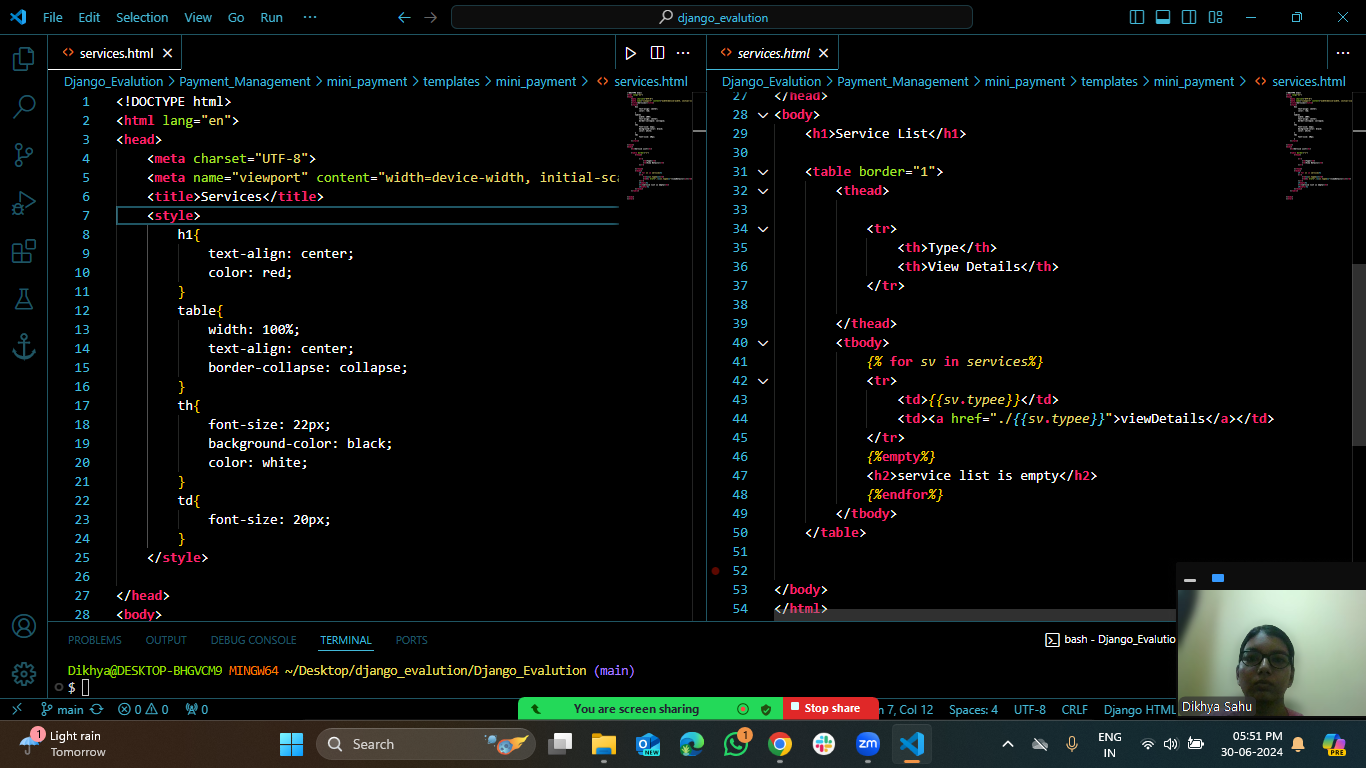 File Edit Selection View Go Run ··· django_evalution
services.html
Django_Evalution > Payment_Management > mini_payment > templates > mini_payment > services.html
1 <!DOCTYPE html>
2 <html lang="en">
3 <head>
4 <meta charset="UTF-8">
5 <meta name="viewport" content="width=device-width, initial-sca
6 <title>Services</title>
7 <style>
8 h1{
9 text-align: center;
10 color: red;
11 }
12 table{
13 width: 100%;
14 text-align: center;
15 border-collapse: collapse;
16 }
17 th{
18 font-size: 22px;
19 background-color: black;
20 color: white;
21 }
22 td{
23 font-size: 20px;
24 }
25 </style>
26
27 </head>
28 <body>
services.html
Django_Evalution > Payment_Management > mini_payment > templates > mini_payment > services.html
27 </head>
28 <body>
29 <h1>Service List</h1>
30
31 <table border="1">
32 <thead>
33
34 <tr>
35 <th>Type</th>
36 <th>View Details</th>
37 </tr>
38
39 </thead>
40 <tbody>
41 {% for sv in services%}
42 <tr>
43 <td>{{sv.typee}}</td>
44 <td><a href="./{{sv.typee}}">viewDetails</a></td>
45 </tr>
46 {%empty%}
47 <h2>service list is empty</h2>
48 {%endfor%}
49 </tbody>
50 </table>
51
52
53 </body>
54 </html>
PROBLEMS OUTPUT DEBUG CONSOLE TERMINAL PORTS bash - Django_Evalutio
Dikhya@DESKTOP-BHGVCM9 MINGW64 ~/Desktop/django_evalution/Django_Evalution (main)
$
Dikhya Sahu
main 0 0 0 You are screen sharing Stop share n 7, Col 12 Spaces: 4 UTF-8 CRLF Django HTML
1 Light rain
Tomorrow
Search
1
zm
PRE
ENG
IN
05:51 PM
30-06-2024